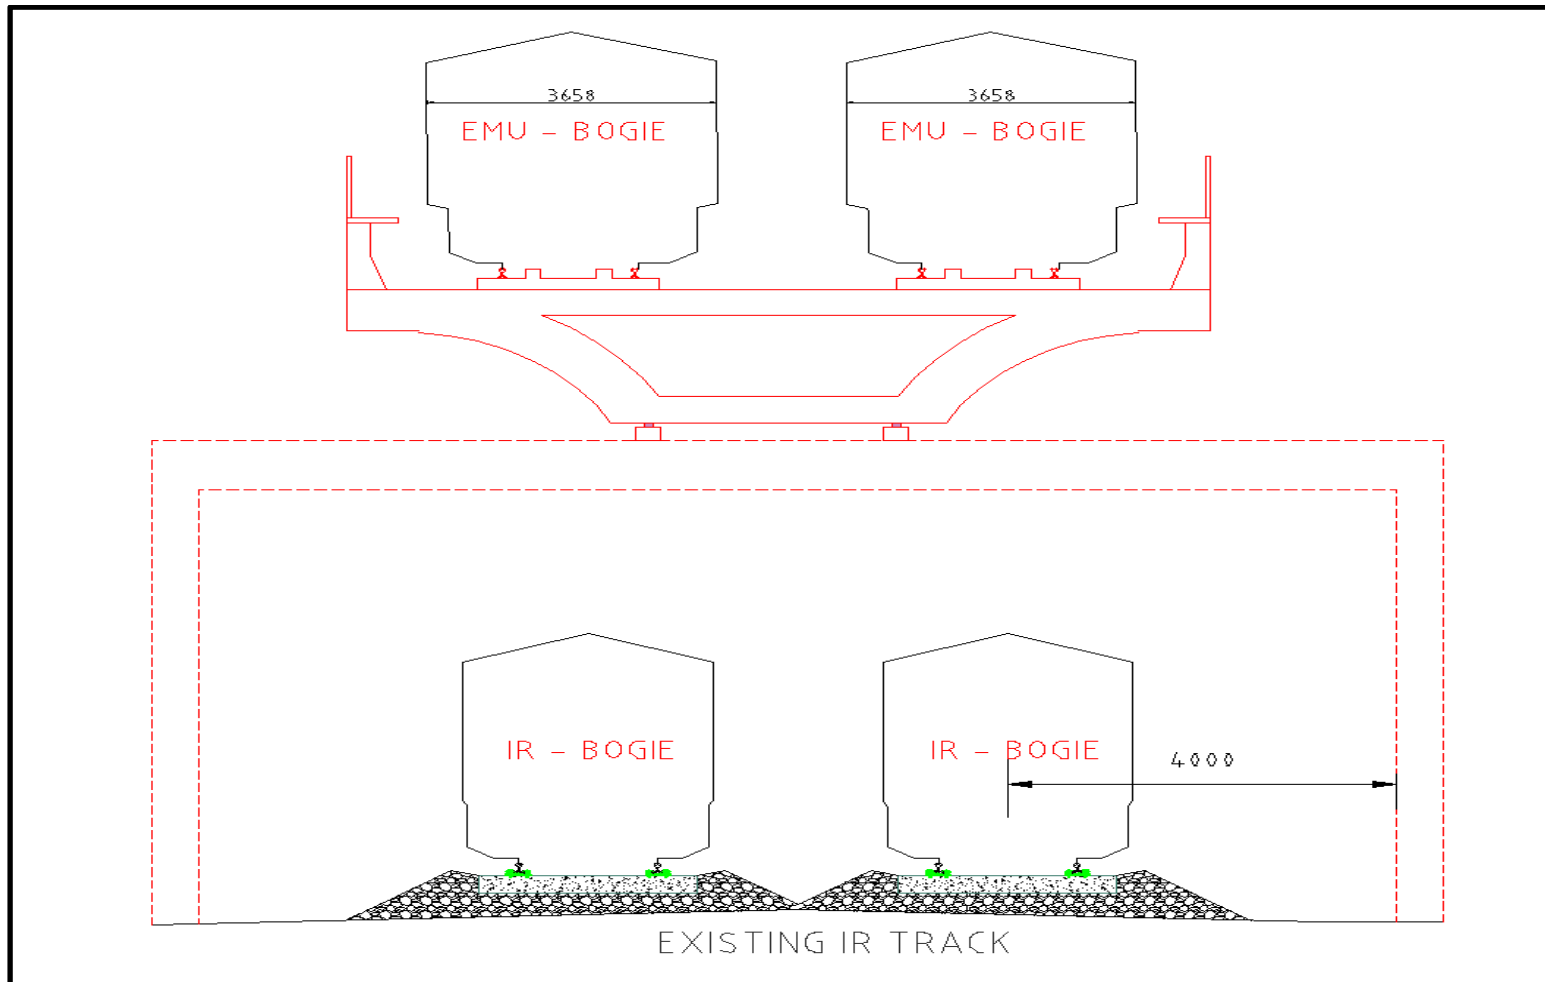 3658
3658
EMU - BOGIE
EMU - BOGIE
IR - BOGIE
IR - BOGIE
4000
EXISTING IR TRACK